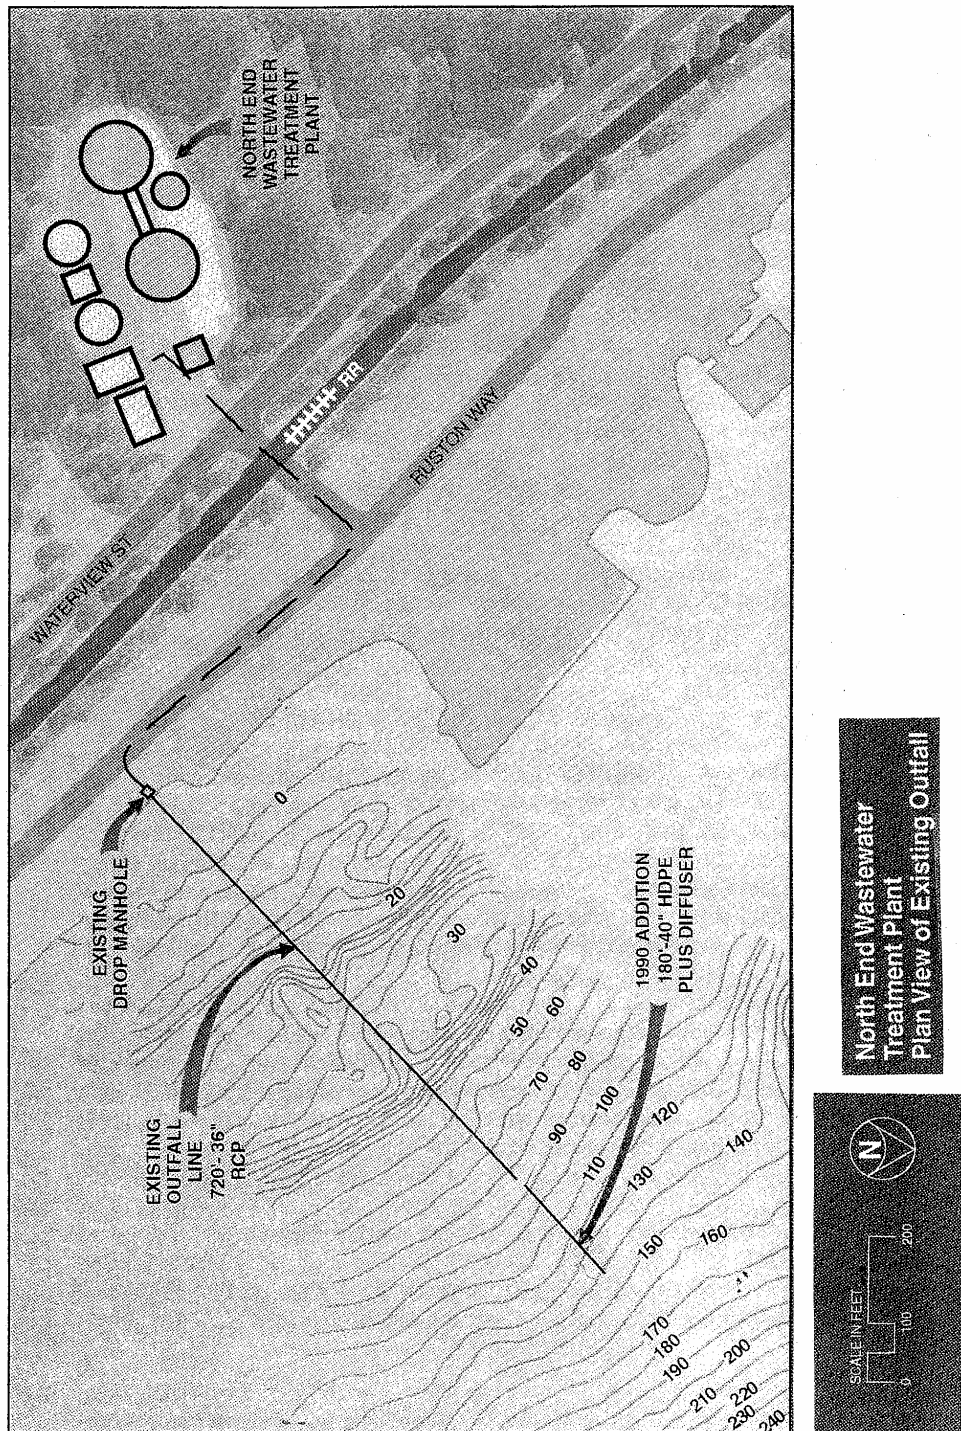 NORTH END
WASTEWATER
TREATMENT
PLANT
WATERVIEW ST
RR
RUSTON WAY
EXISTING
DROP MANHOLE
EXISTING
OUTFALL
LINE
720'- 36"
RCP
1990 ADDITION
180'-40" HDPE
PLUS DIFFUSER
0
20
30
40
50
60
70
80
90
100
110
120
130
140
150
160
170
180
190
200
210
220
230
240
North End Wastewater
Treatment Plant
Plan View of Existing Outfall
SCALE IN FEET
0
100
200
N